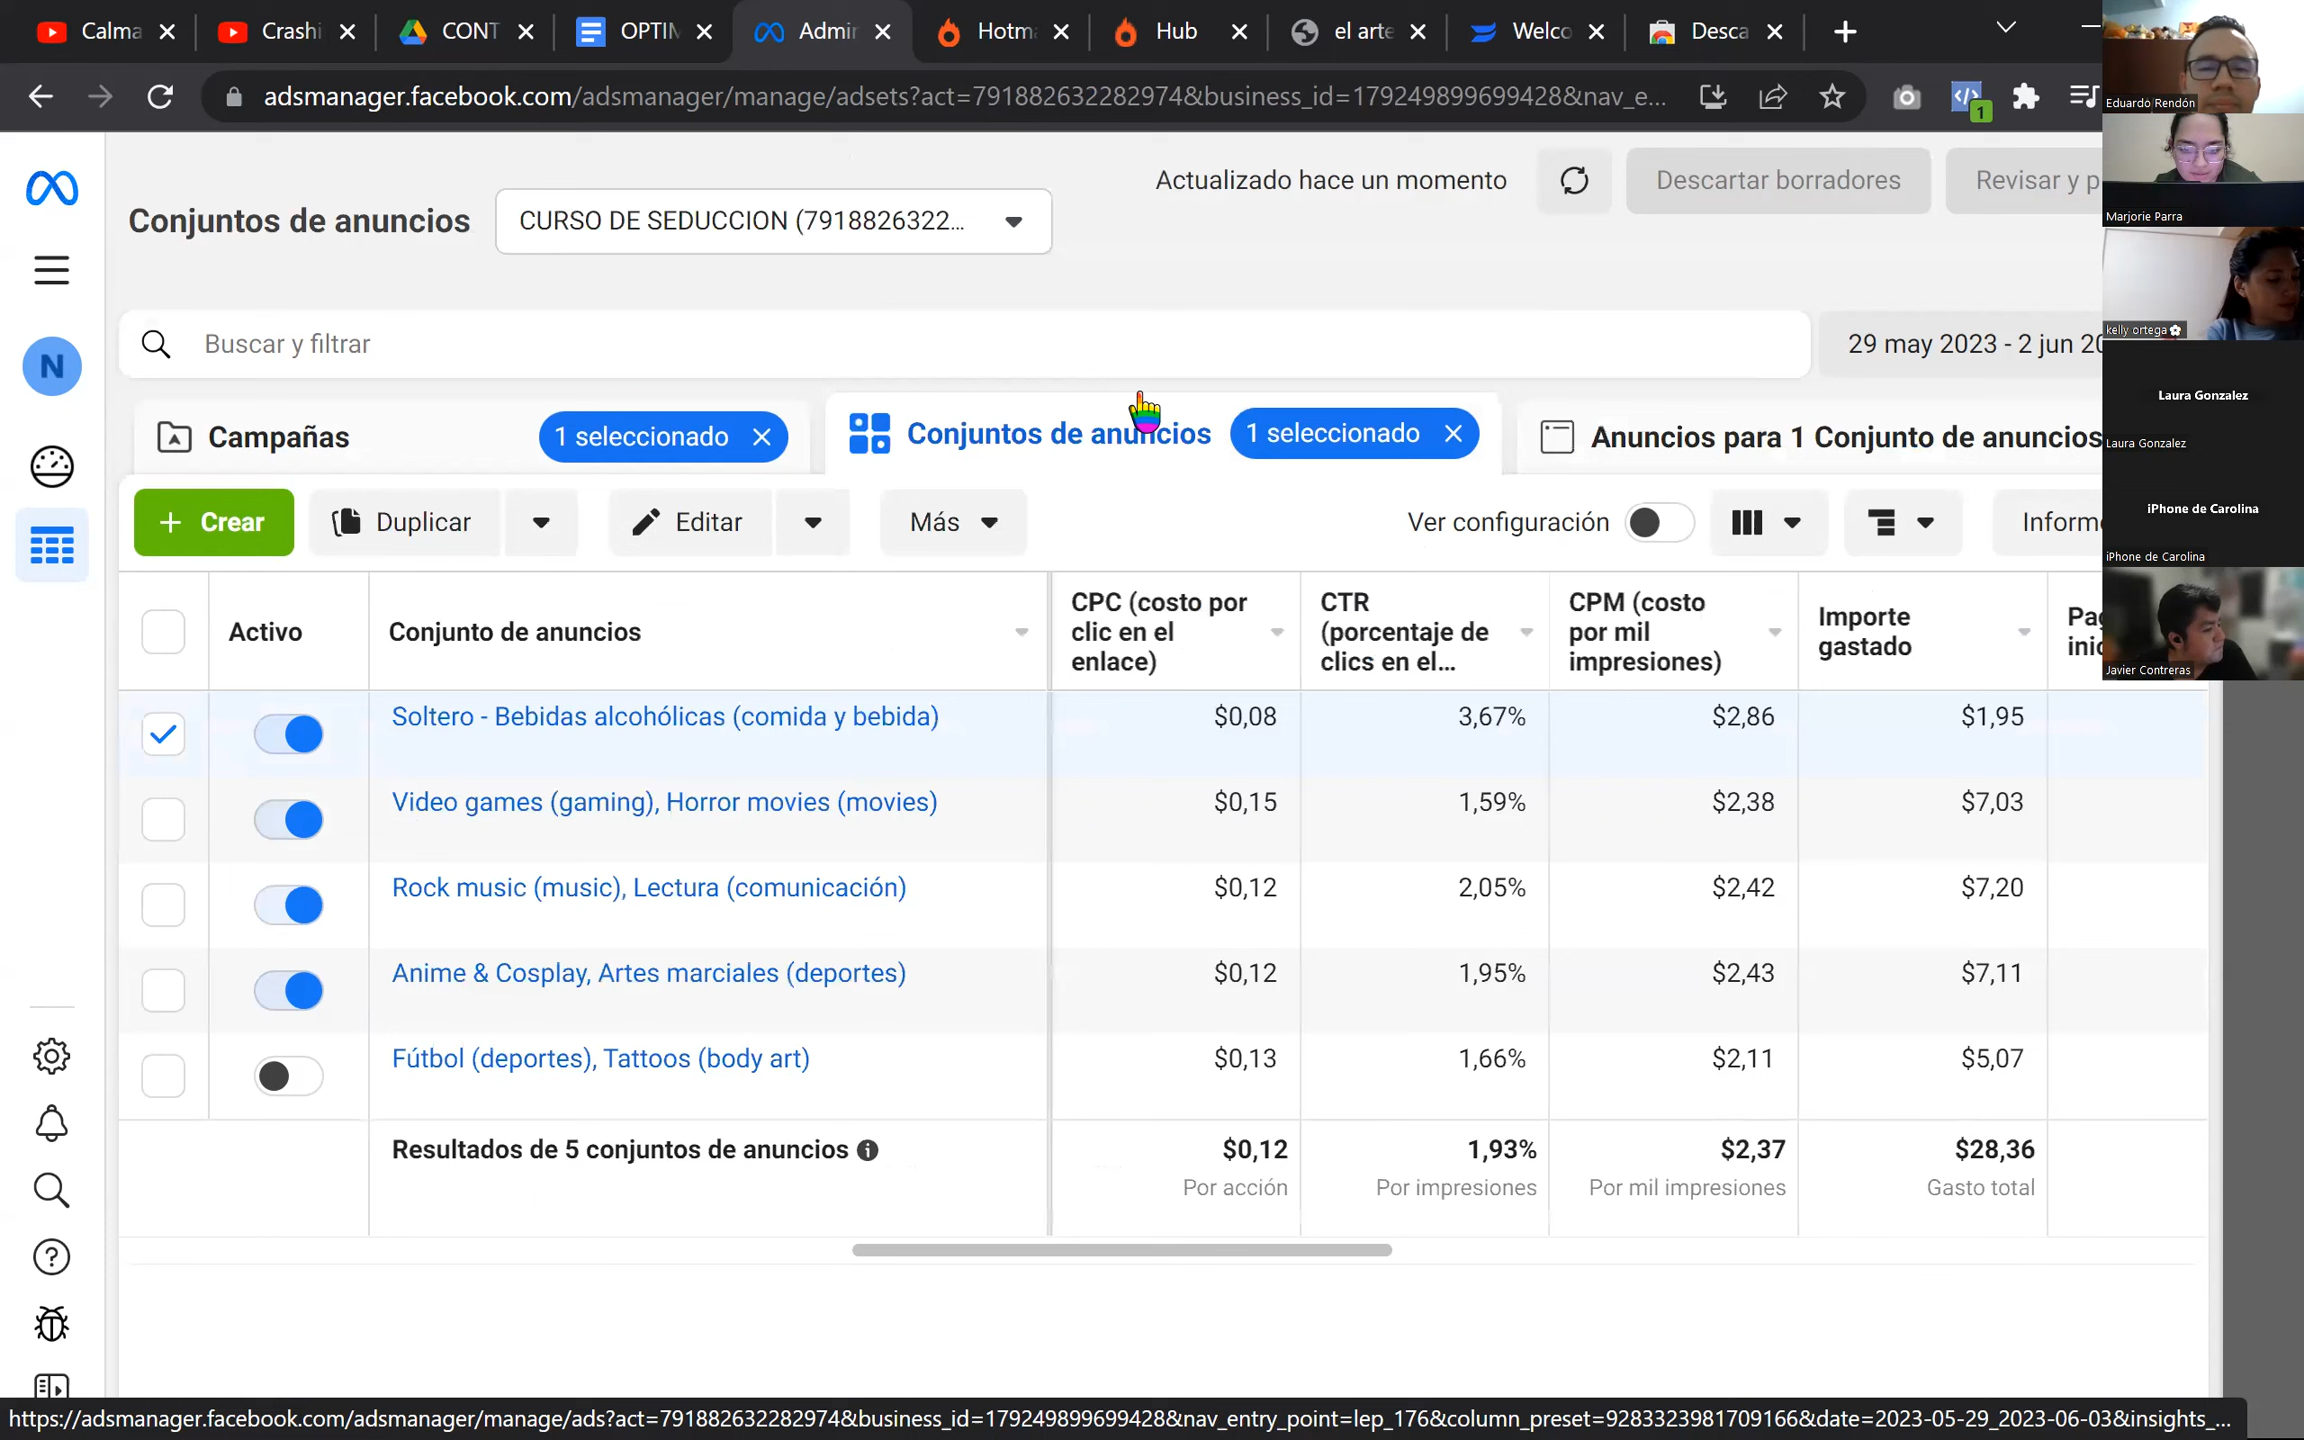 Calma
Crashi
CONT
OPTIM
Admir
Hotma
Hub
el arte
Welco
Desca
adsmanager.facebook.com/adsmanager/manage/adsets?act=791882632282974&business_id=179249899699428&nav_e...
1
Eduardo Rendón
Marjorie Parra
kelly ortega
Laura Gonzalez
Laura Gonzalez
iPhone de Carolina
iPhone de Carolina
Javier Contreras
Conjuntos de anuncios
CURSO DE SEDUCCION (7918826322...
Actualizado hace un momento
Descartar borradores
Revisar y p
N
Buscar y filtrar
29 may 2023 - 2 jun 20
Campañas
1 seleccionado
Conjuntos de anuncios
1 seleccionado
Anuncios para 1 Conjunto de anuncios
+ Crear
Duplicar
Editar
Más
Ver configuración
Inform
Activo
Conjunto de anuncios
CPC (costo por clic en el enlace)
CTR (porcentaje de clics en el...
CPM (costo por mil impresiones)
Importe gastado
Pag
inic
Soltero - Bebidas alcohólicas (comida y bebida) $0,08 3,67% $2,86 $1,95
Video games (gaming), Horror movies (movies) $0,15 1,59% $2,38 $7,03
Rock music (music), Lectura (comunicación) $0,12 2,05% $2,42 $7,20
Anime & Cosplay, Artes marciales (deportes) $0,12 1,95% $2,43 $7,11
Fútbol (deportes), Tattoos (body art) $0,13 1,66% $2,11 $5,07
Resultados de 5 conjuntos de anuncios $0,12 1,93% $2,37 $28,36
Por acción Por impresiones Por mil impresiones Gasto total
https://adsmanager.facebook.com/adsmanager/manage/ads?act=791882632282974&business_id=179249899699428&nav_entry_point=lep_176&column_preset=9283323981709166&date=2023-05-29_2023-06-03&insights_...